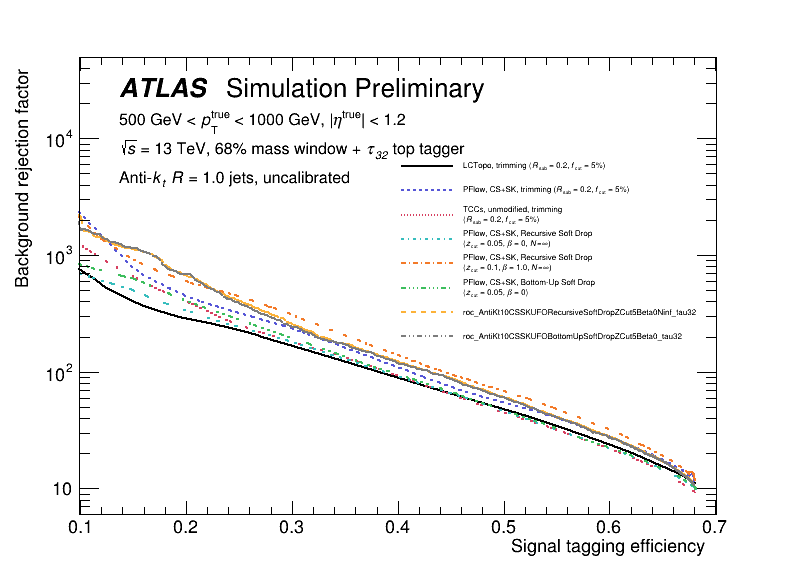 ATLAS Simulation Preliminary
500 GeV < p_T^true < 1000 GeV, |η^true| < 1.2
√s = 13 TeV, 68% mass window + τ_32 top tagger
Anti-k_t R = 1.0 jets, uncalibrated
LCTopo, trimming (R_sub = 0.2, f_cut = 5%)
PFlow, CS+SK, trimming (R_sub = 0.2, f_cut = 5%)
TCCs, unmodified, trimming
(R_sub = 0.2, f_cut = 5%)
PFlow, CS+SK, Recursive Soft Drop
(z_cut = 0.05, β = 0, N=∞)
PFlow, CS+SK, Recursive Soft Drop
(z_cut = 0.1, β = 1.0, N=∞)
PFlow, CS+SK, Bottom-Up Soft Drop
(z_cut = 0.05, β = 0)
roc_AntiKt10CSSKUFORecursiveSoftDropZCut5Beta0Ninf_tau32
roc_AntiKt10CSSKUFOBottomUpSoftDropZCut5Beta0_tau32
Background rejection factor
10^4
10^3
10^2
10
0.1 0.2 0.3 0.4 0.5 0.6 0.7
Signal tagging efficiency